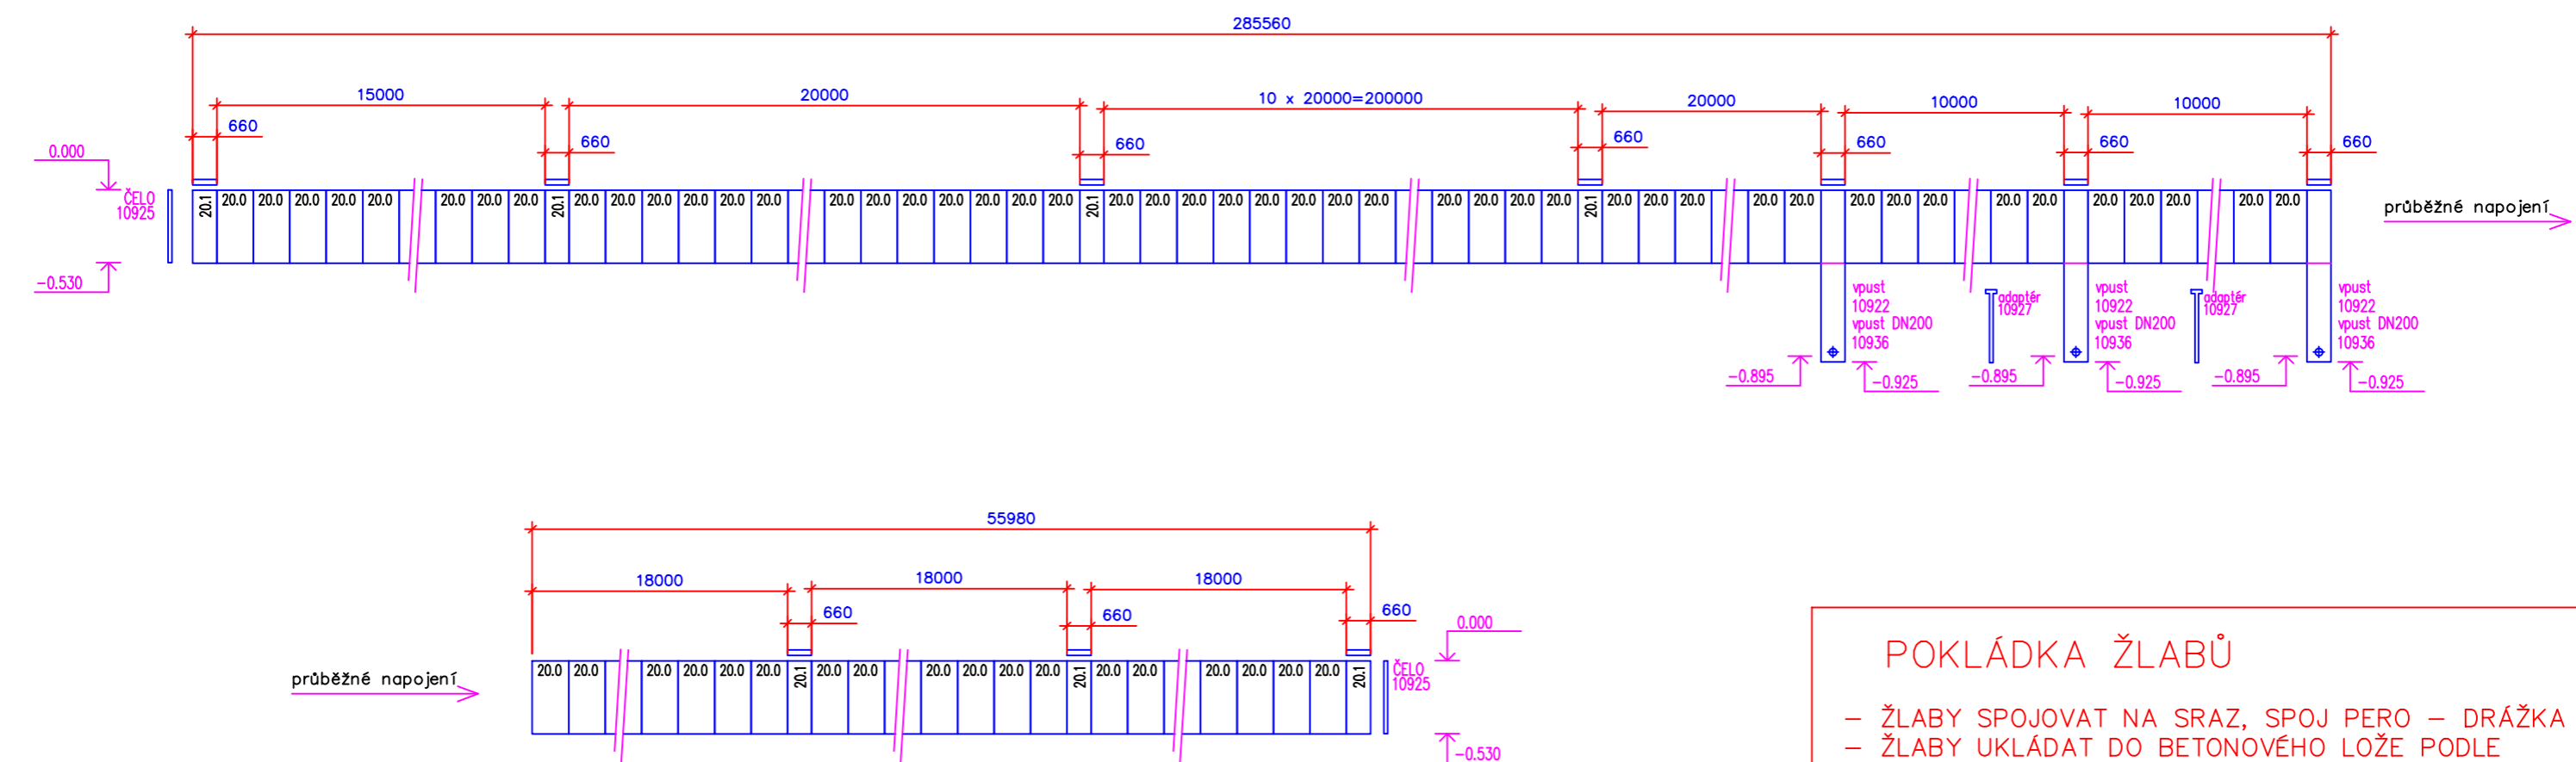 285560
15000 20000 10 x 20000=200000 20000 10000 10000
660 660 660 660 660 660 660
0.000
20.1 20.0 20.0 20.0 20.0 20.0 20.0 20.0 20.0 20.1 20.0 20.0 20.0 20.0 20.0 20.0 20.0 20.0 20.0 20.0 20.0 20.0 20.0 20.1 20.0 20.0 20.0 20.0 20.0 20.0 20.0 20.0 20.0 20.0 20.0 20.0 20.1 20.0 20.0 20.0 20.0 20.0 20.0 20.0 20.0 20.0 20.0 20.0 20.0 20.0 20.0 20.0
ČELO
10925
průběžné napojení
-0.530
vpust
10922
vpust DN200
10936
adaptér
10927
vpust
10922
vpust DN200
10936
adaptér
10927
vpust
10922
vpust DN200
10936
-0.895 -0.925 -0.895 -0.925 -0.895 -0.925
55980
18000 18000 18000
660 660 660
0.000
20.0 20.0 20.0 20.0 20.0 20.0 20.1 20.0 20.0 20.0 20.0 20.0 20.0 20.1 20.0 20.0 20.0 20.0 20.0 20.0 20.1
ČELO
10925
průběžné napojení
-0.530
POKLÁDKA ŽLABŮ
– ŽLABY SPOJOVAT NA SRAZ, SPOJ PERO – DRÁŽKA
– ŽLABY UKLÁDAT DO BETONOVÉHO LOŽE PODLE